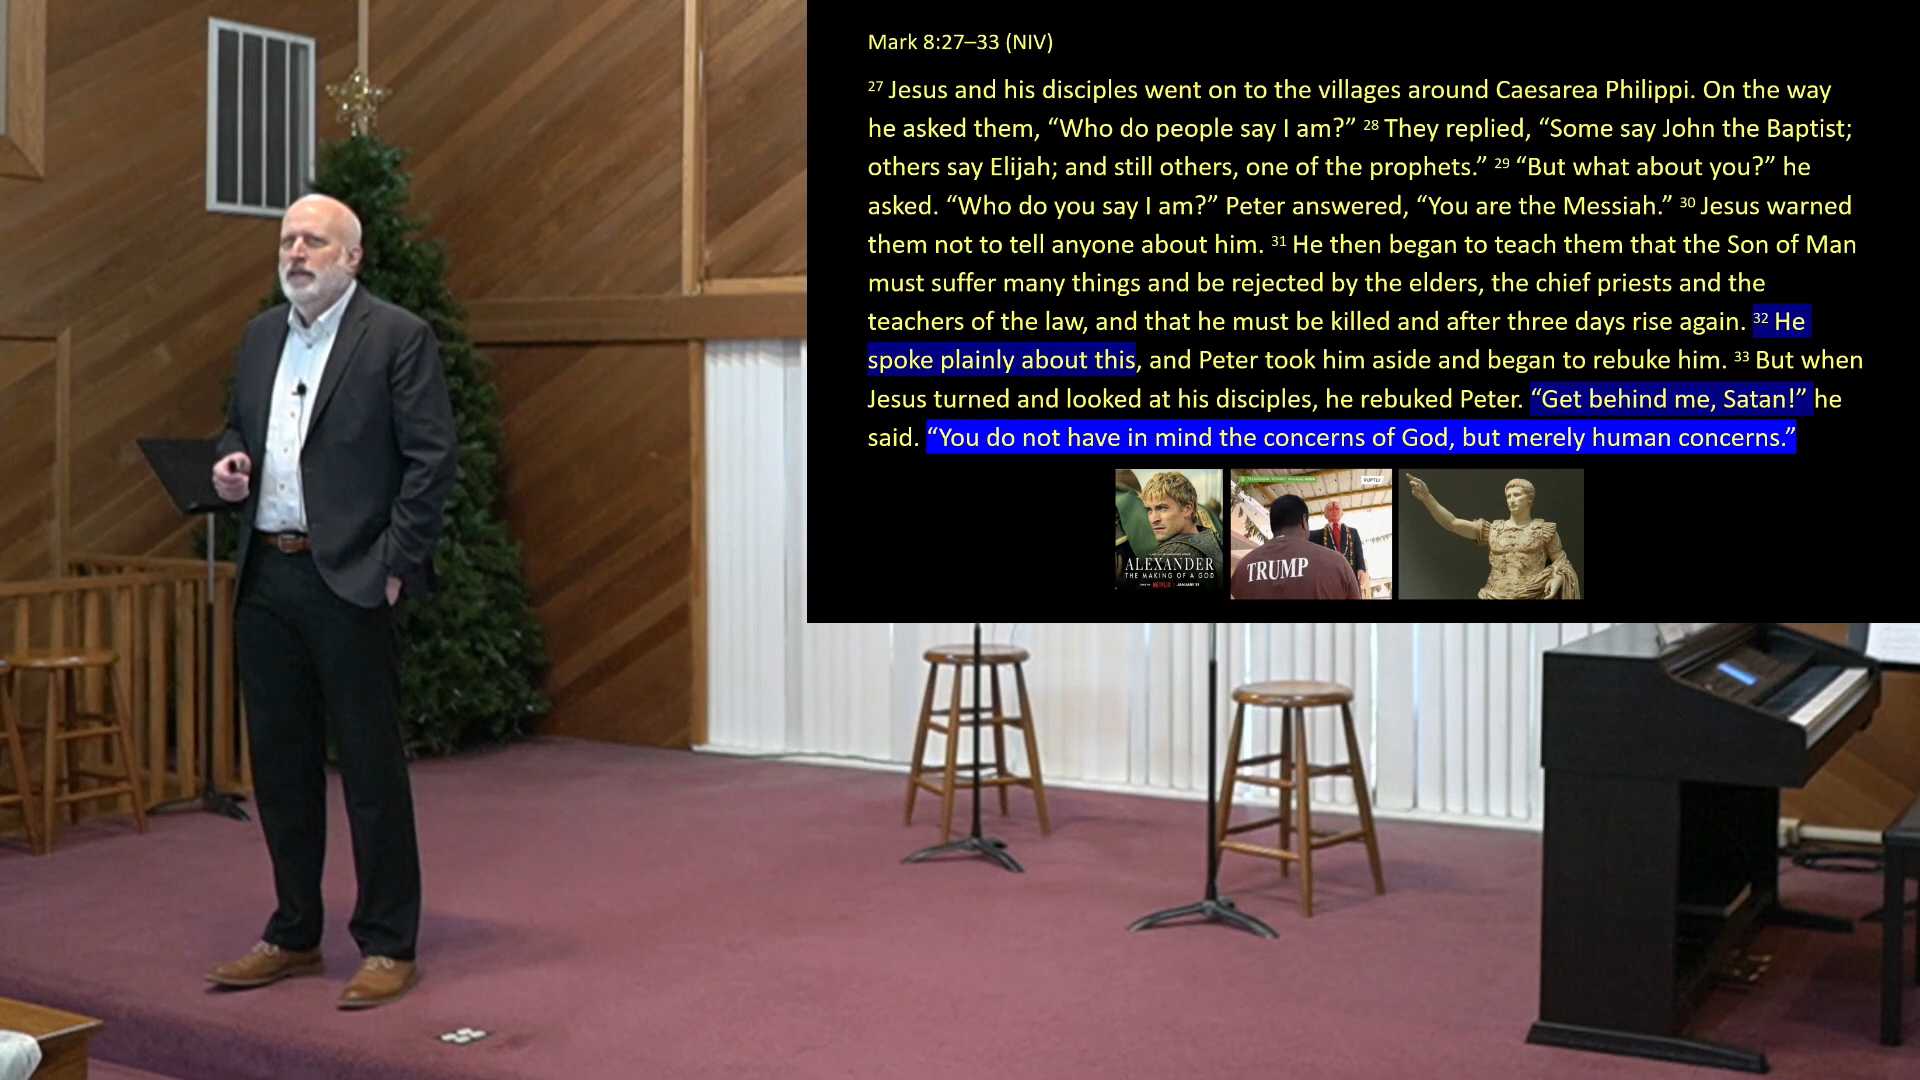 Mark 8:27–33 (NIV)
27 Jesus and his disciples went on to the villages around Caesarea Philippi. On the way
he asked them, “Who do people say I am?” 28 They replied, “Some say John the Baptist;
others say Elijah; and still others, one of the prophets.” 29 “But what about you?” he
asked. “Who do you say I am?” Peter answered, “You are the Messiah.” 30 Jesus warned
them not to tell anyone about him. 31 He then began to teach them that the Son of Man
must suffer many things and be rejected by the elders, the chief priests and the
teachers of the law, and that he must be killed and after three days rise again. 32 He
spoke plainly about this, and Peter took him aside and began to rebuke him. 33 But when
Jesus turned and looked at his disciples, he rebuked Peter. “Get behind me, Satan!” he
said. “You do not have in mind the concerns of God, but merely human concerns.”
ALEXANDER
THE MAKING OF A GOD
NETFLIX
RUPTLY
TRUMP